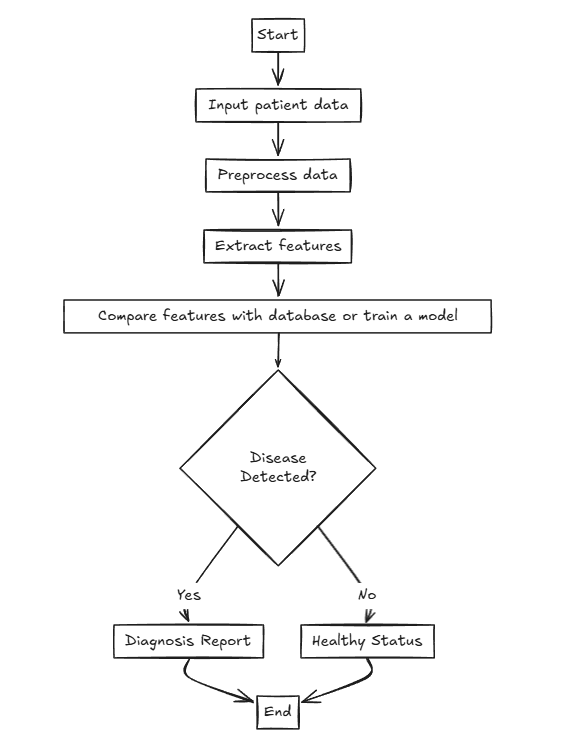 Start
Input patient data
Preprocess data
Extract features
Compare features with database or train a model
Disease
Detected?
Yes
No
Diagnosis Report
Healthy Status
End